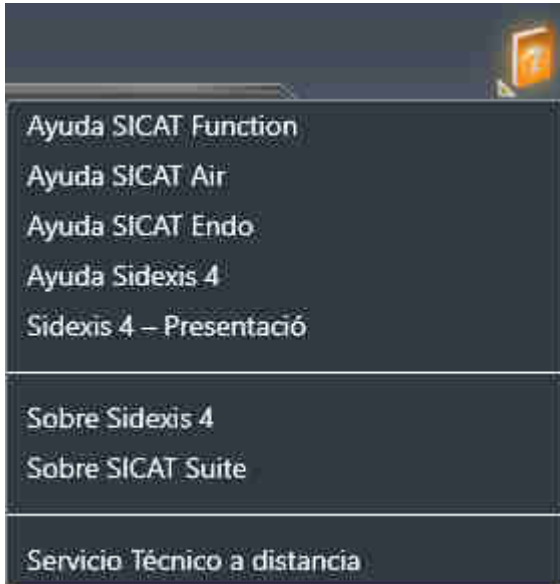 Ayuda SICAT Function
Ayuda SICAT Air
Ayuda SICAT Endo
Ayuda Sidexis 4
Sidexis 4 – Presentació
Sobre Sidexis 4
Sobre SICAT Suite
Servicio Técnico a distancia